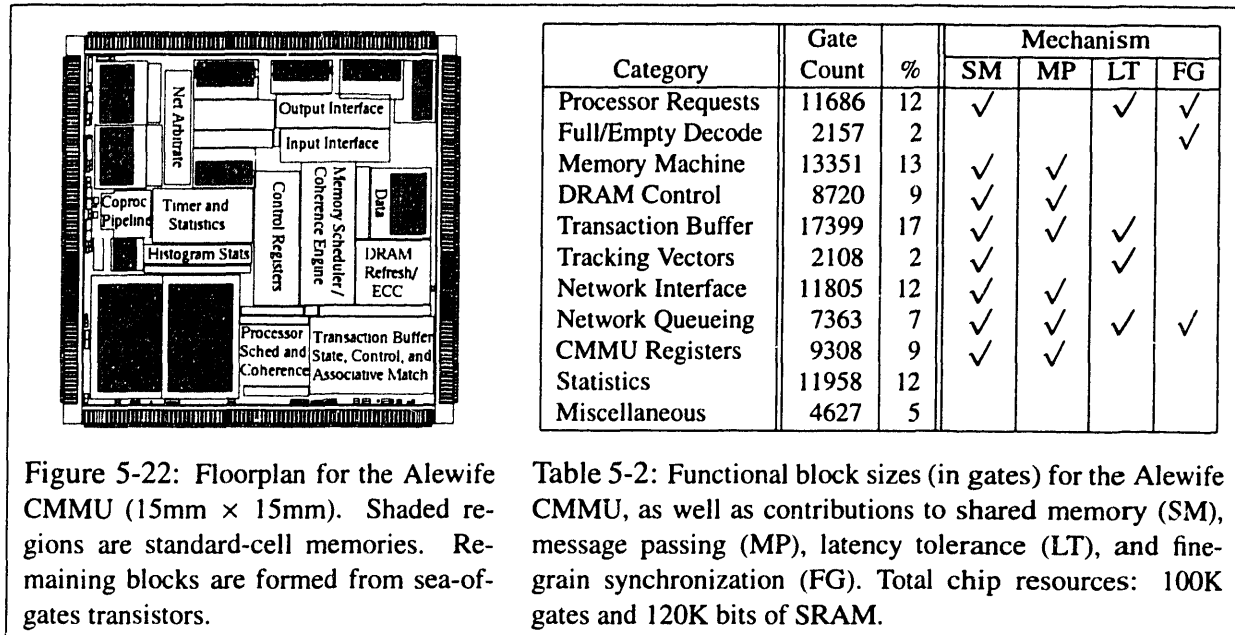 Net Arbitrate
Output Interface
Input Interface
Coproc
Pipeline
Timer and
Statistics
Histogram Stats
Control Registers
Memory Scheduler/
Coherence Engine
Data
DRAM
Refresh/
ECC
Processor
Sched and
Coherence
Transaction Buffer
State, Control, and
Associative Match
Figure 5-22: Floorplan for the Alewife
CMMU (15mm × 15mm). Shaded re-
gions are standard-cell memories. Re-
maining blocks are formed from sea-of-
gates transistors.
Gate Mechanism
Category Count % SM MP LT FG
Processor Requests 11686 12 ✓ ✓ ✓
Full/Empty Decode 2157 2 ✓
Memory Machine 13351 13 ✓ ✓
DRAM Control 8720 9 ✓ ✓
Transaction Buffer 17399 17 ✓ ✓ ✓
Tracking Vectors 2108 2 ✓ ✓
Network Interface 11805 12 ✓ ✓
Network Queueing 7363 7 ✓ ✓ ✓ ✓
CMMU Registers 9308 9 ✓ ✓
Statistics 11958 12
Miscellaneous 4627 5
Table 5-2: Functional block sizes (in gates) for the Alewife
CMMU, as well as contributions to shared memory (SM),
message passing (MP), latency tolerance (LT), and fine-
grain synchronization (FG). Total chip resources: 100K
gates and 120K bits of SRAM.